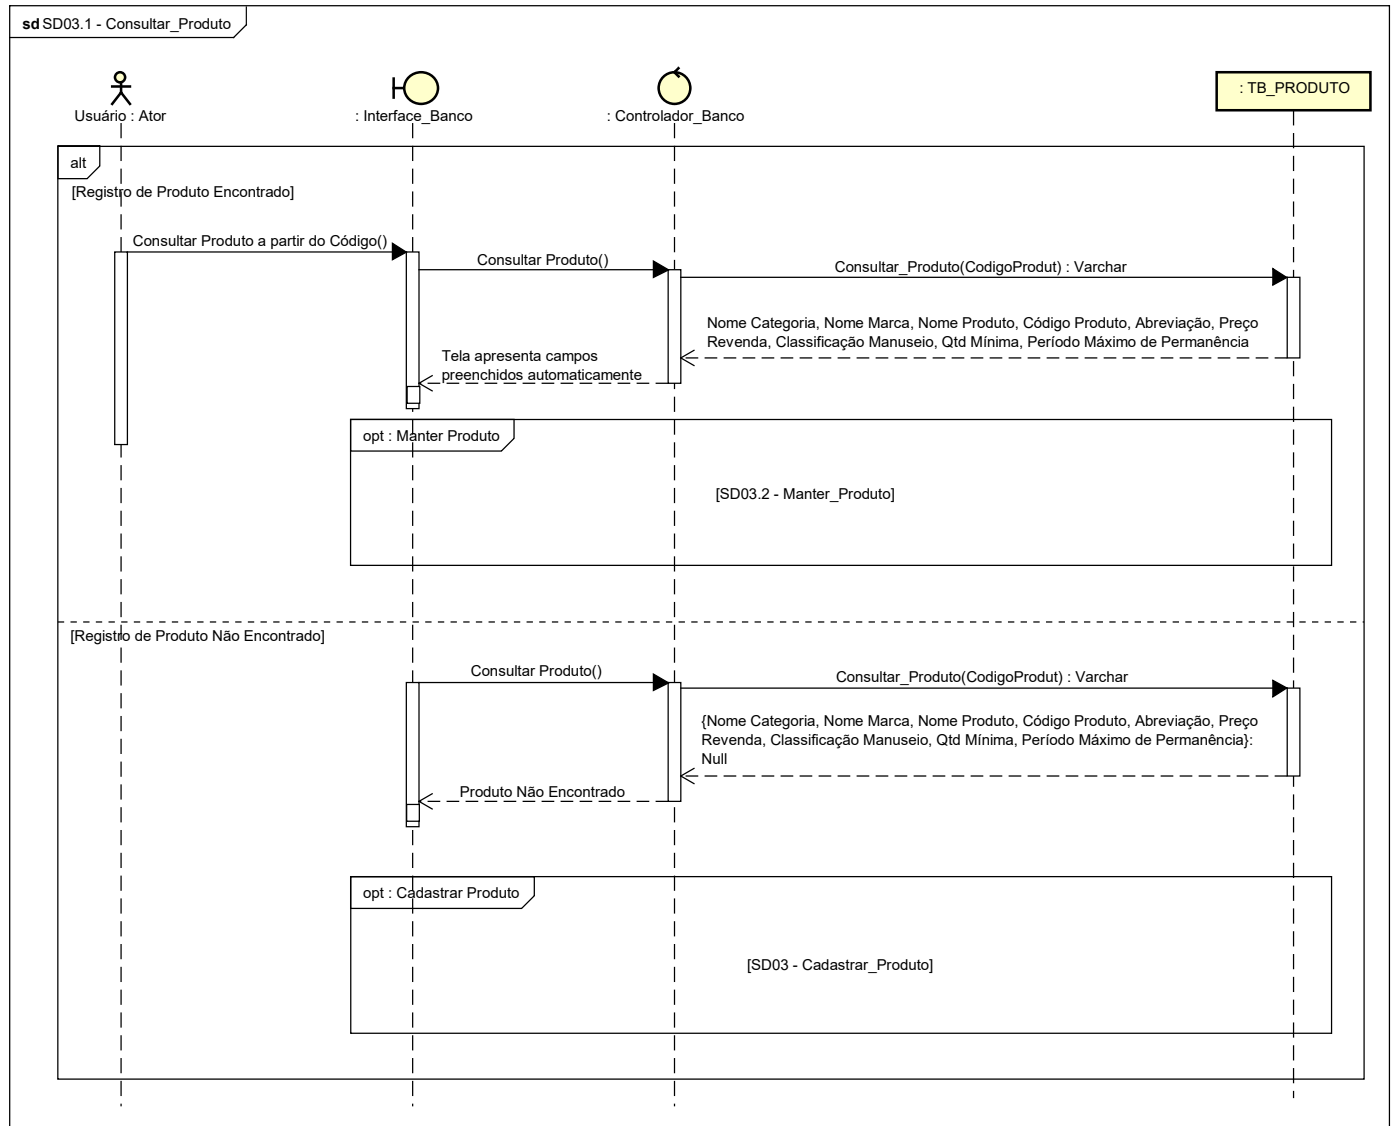 sd SD03.1 - Consultar_Produto
Usuário : Ator
: Interface_Banco
: Controlador_Banco
: TB_PRODUTO
alt
[Registro de Produto Encontrado]
Consultar Produto a partir do Código()
Consultar Produto()
Consultar_Produto(CodigoProdut) : Varchar
Nome Categoria, Nome Marca, Nome Produto, Código Produto, Abreviação, Preço
Revenda, Classificação Manuseio, Qtd Mínima, Período Máximo de Permanência
Tela apresenta campos
preenchidos automaticamente
opt : Manter Produto
[SD03.2 - Manter_Produto]
[Registro de Produto Não Encontrado]
Consultar Produto()
Consultar_Produto(CodigoProdut) : Varchar
{Nome Categoria, Nome Marca, Nome Produto, Código Produto, Abreviação, Preço
Revenda, Classificação Manuseio, Qtd Mínima, Período Máximo de Permanência}:
Null
Produto Não Encontrado
opt : Cadastrar Produto
[SD03 - Cadastrar_Produto]